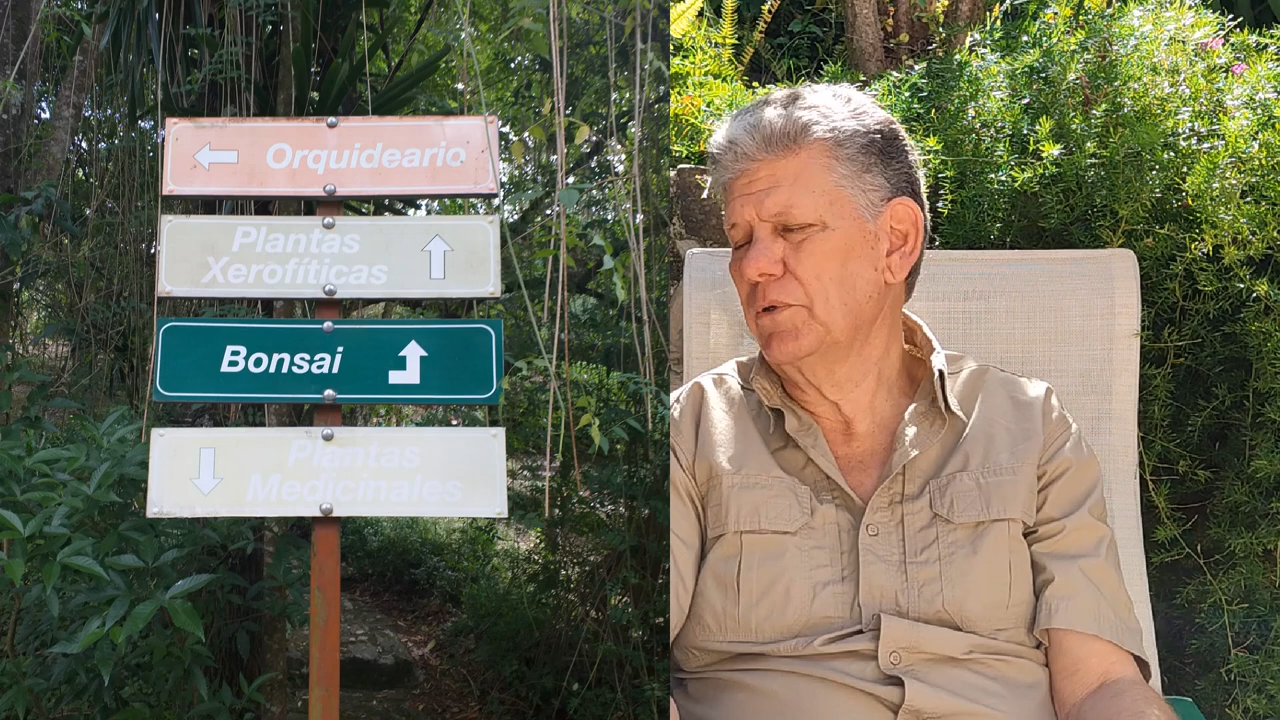 Orquideario
Plantas
Xerofíticas
Bonsai
Plantas
Medicinales